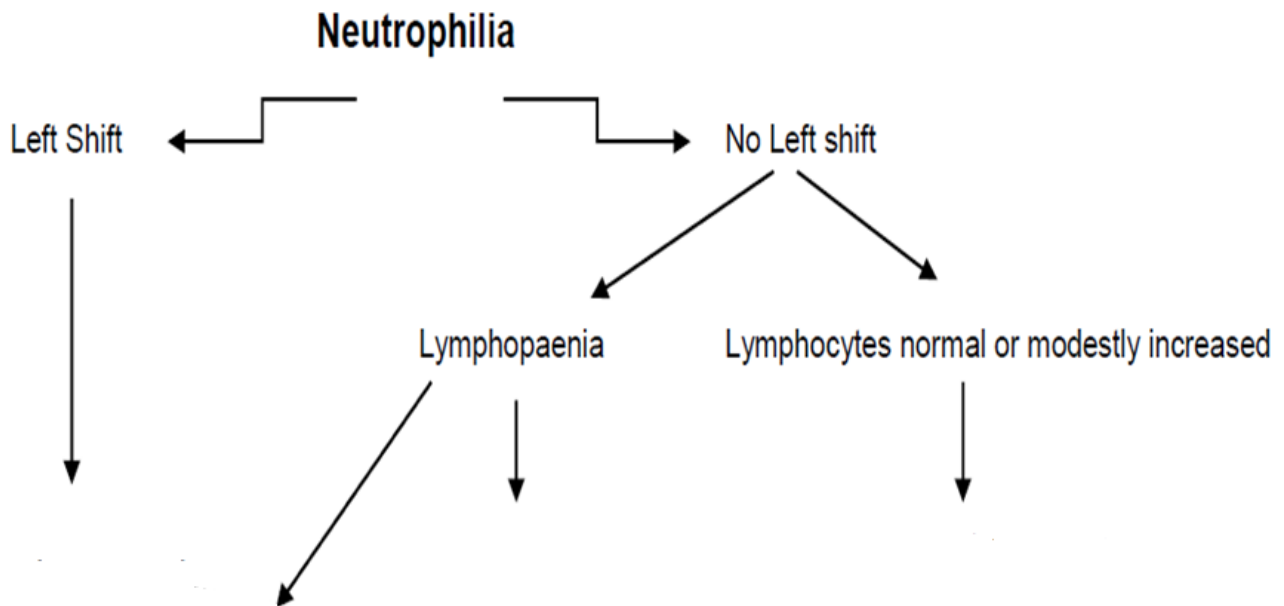 Neutrophilia
Left Shift
No Left shift
Lymphopaenia
Lymphocytes normal or modestly increased